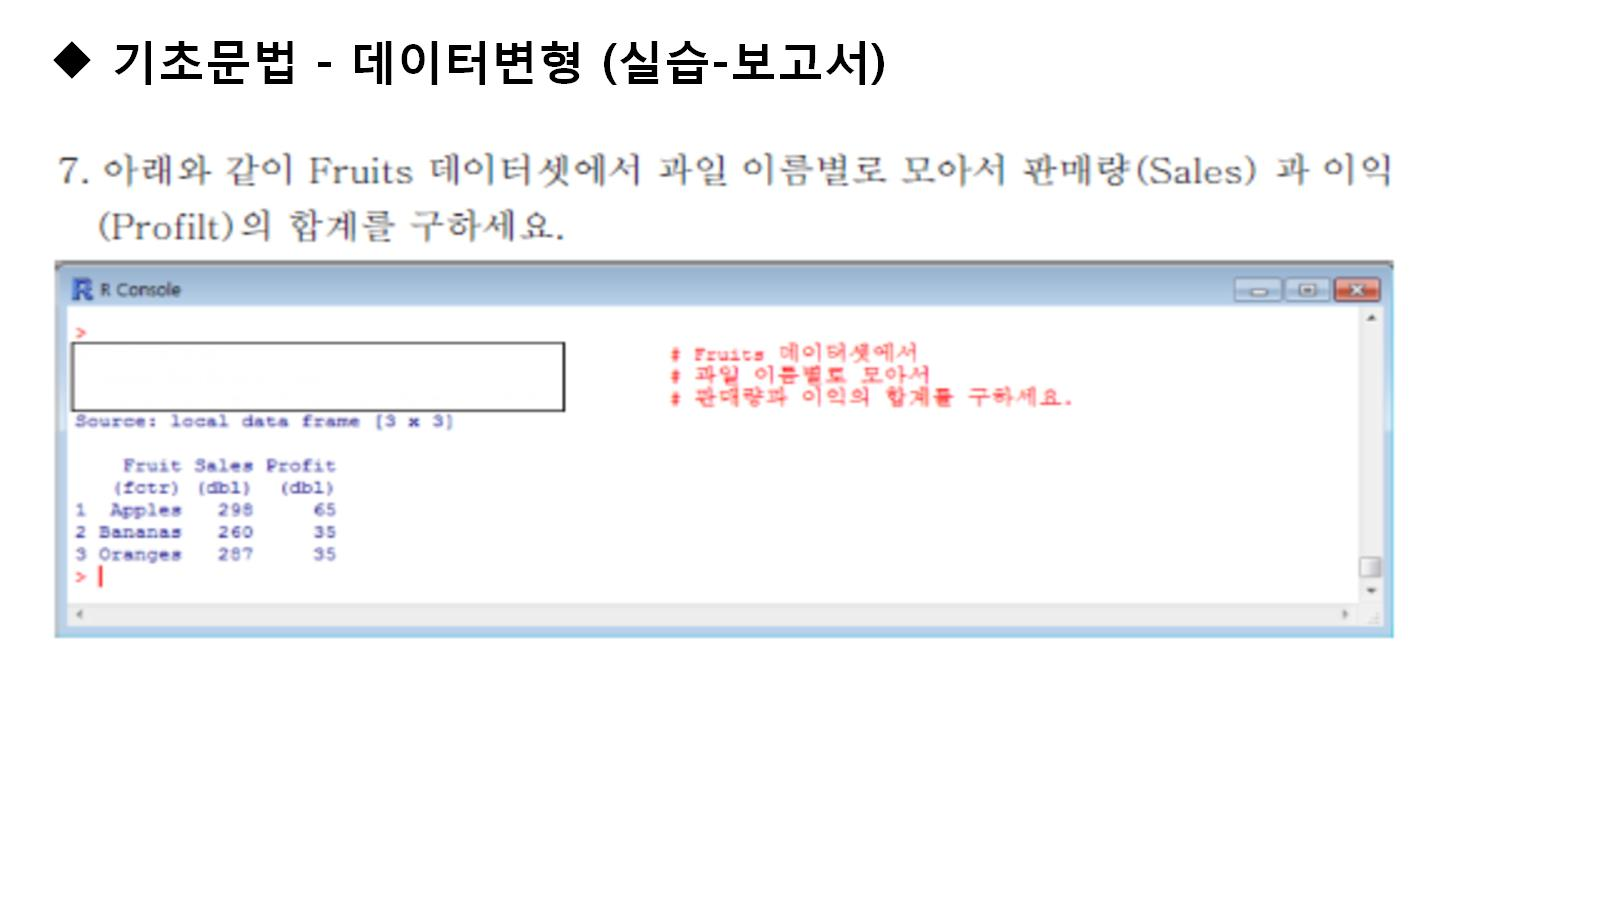 ◆ 기초문법 - 데이터변형 (실습-보고서)
7. 아래와 같이 Fruits 데이터셋에서 과일 이름별로 모아서 판매량(Sales) 과 이익
(Profilt)의 합계를 구하세요.
R Console
>
# Fruits 데이터셋에서
# 과일 이름별로 모아서
# 판매량과 이익의 합계를 구하세요.
Source: local data frame [3 x 3]
Fruit Sales Profit
(fctr) (dbl) (dbl)
1 Apples 298 65
2 Bananas 260 35
3 Oranges 287 35
>